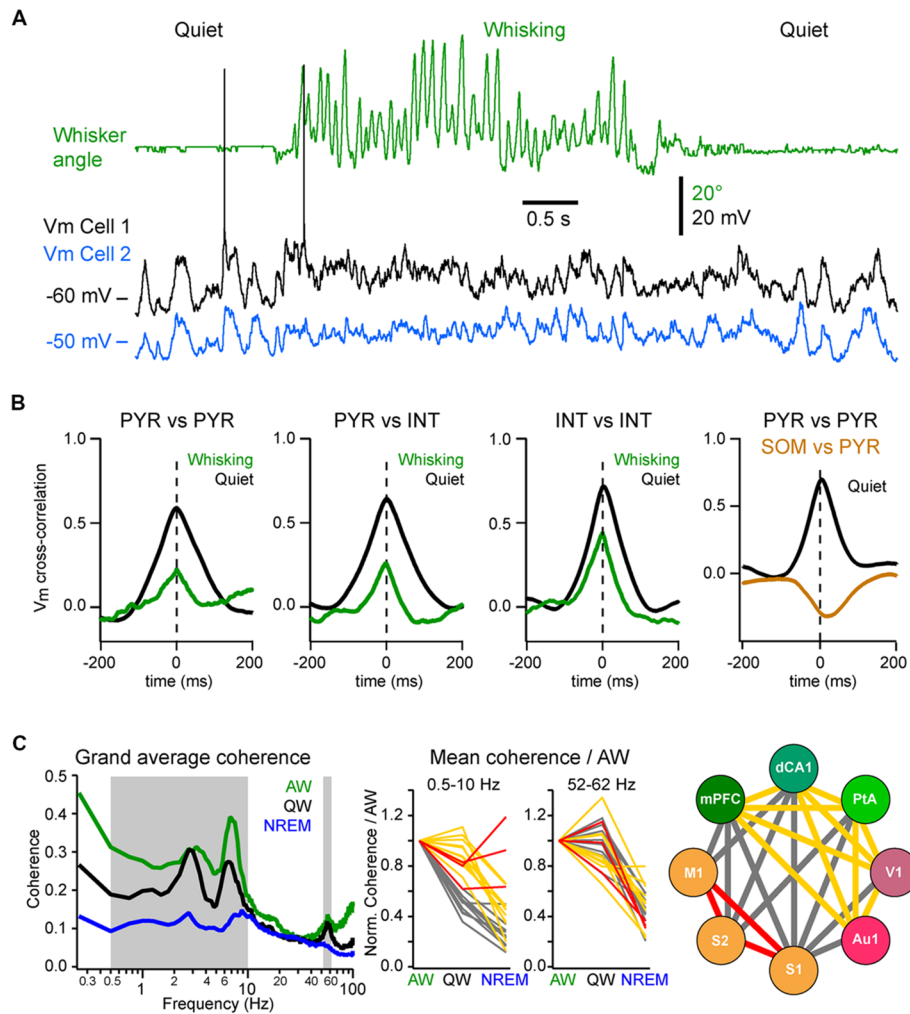 A
Quiet
Whisking
Quiet
Whisker
angle
20°
20 mV
0.5 s
Vm Cell 1
Vm Cell 2
-60 mV
-50 mV
B
PYR vs PYR
PYR vs INT
INT vs INT
PYR vs PYR
SOM vs PYR
Vm cross-correlation
1.0
0.5
0.0
Whisking
Quiet
-200
0
200
time (ms)
1.0
0.5
0.0
Whisking
Quiet
-200
0
200
time (ms)
1.0
0.5
0.0
Whisking
Quiet
-200
0
200
time (ms)
1.0
0.5
0.0
Quiet
-200
0
200
time (ms)
C
Grand average coherence
Coherence
0.5
0.4
0.3
0.2
0.1
0.0
AW
QW
NREM
0.3
0.5
1
2
4
6
10
20
60
100
Frequency (Hz)
Mean coherence / AW
0.5-10 Hz
52-62 Hz
Norm. Coherence / AW
1.2
0.8
0.4
0.0
AW
QW
NREM
1.2
0.8
0.4
0.0
AW
QW
NREM
dCA1
mPFC
PtA
M1
V1
S2
Au1
S1